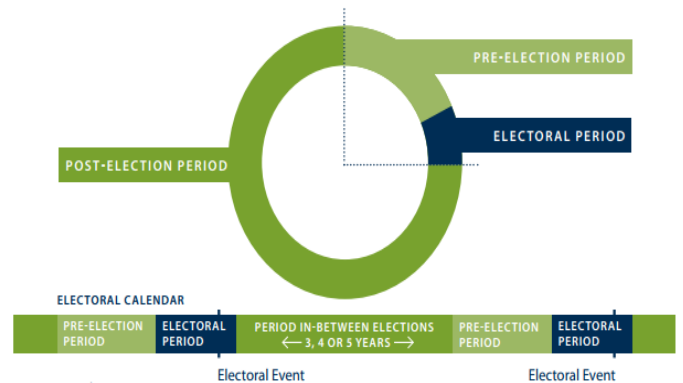 PRE-ELECTION PERIOD
ELECTORAL PERIOD
POST-ELECTION PERIOD
ELECTORAL CALENDAR
PRE-ELECTION
PERIOD
ELECTORAL
PERIOD
PERIOD IN-BETWEEN ELECTIONS
← 3, 4 OR 5 YEARS →
PRE-ELECTION
PERIOD
ELECTORAL
PERIOD
Electoral Event
Electoral Event